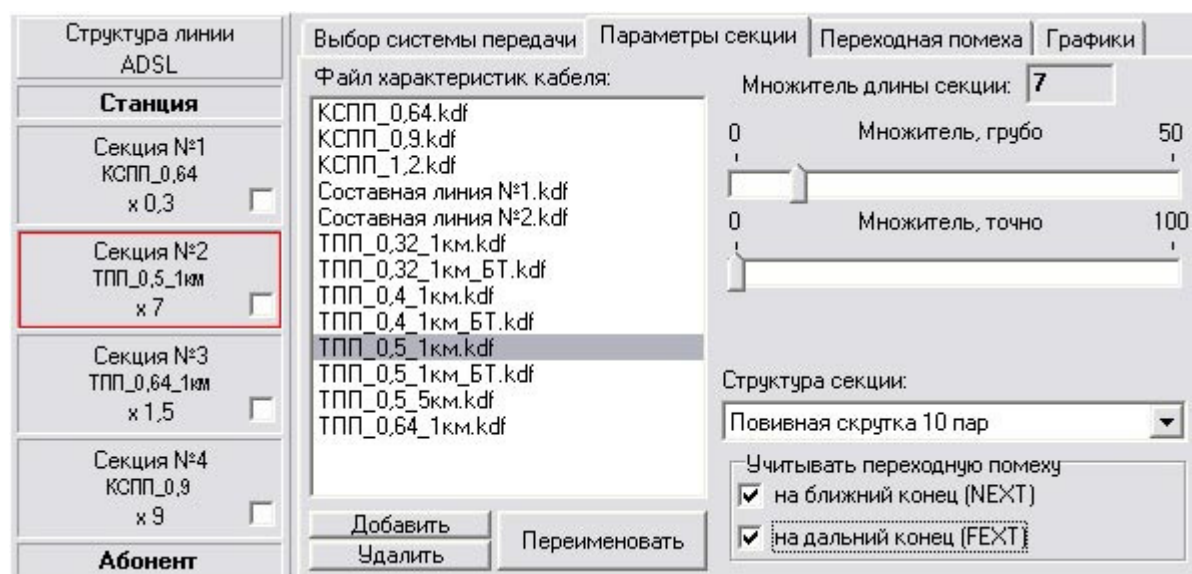 Структура линии
ADSL
Станция
Секция №1
КСПП_0,64
x 0,3
Секция №2
ТПП_0,5_1км
x 7
Секция №3
ТПП_0,64_1км
x 1,5
Секция №4
КСПП_0,9
x 9
Абонент
Выбор системы передачи
Параметры секции
Переходная помеха
Графики
Файл характеристик кабеля:
КСПП_0,64.kdf
КСПП_0,9.kdf
КСПП_1,2.kdf
Составная линия №1.kdf
Составная линия №2.kdf
ТПП_0,32_1км.kdf
ТПП_0,32_1км_БТ.kdf
ТПП_0,4_1км.kdf
ТПП_0,4_1км_БТ.kdf
ТПП_0,5_1км.kdf
ТПП_0,5_1км_БТ.kdf
ТПП_0,5_5км.kdf
ТПП_0,64_1км.kdf
Добавить
Удалить
Переименовать
Множитель длины секции: 7
0 Множитель, грубо 50
0 Множитель, точно 100
Структура секции:
Повивная скрутка 10 пар
Учитывать переходную помеху
на ближний конец (NEXT)
на дальний конец (FEXT)